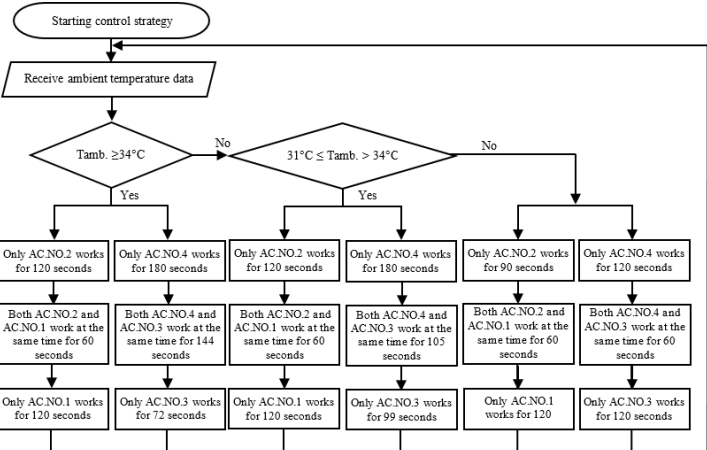 Starting control strategy
Receive ambient temperature data
Tamb. ≥34°C
No
31°C ≤ Tamb. > 34°C
No
Yes
Yes
Only AC.NO.2 works
for 120 seconds
Only AC.NO.4 works
for 180 seconds
Only AC.NO.2 works
for 120 seconds
Only AC.NO.4 works
for 180 seconds
Only AC.NO.2 works
for 90 seconds
Only AC.NO.4 works
for 120 seconds
Both AC.NO.2 and
AC.NO.1 work at the
same time for 60
seconds
Both AC.NO.4 and
AC.NO.3 work at the
same time for 144
seconds
Both AC.NO.2 and
AC.NO.1 work at the
same time for 60
seconds
Both AC.NO.4 and
AC.NO.3 work at the
same time for 105
seconds
Both AC.NO.2 and
AC.NO.1 work at the
same time for 60
seconds
Both AC.NO.4 and
AC.NO.3 work at the
same time for 60
seconds
Only AC.NO.1 works
for 120 seconds
Only AC.NO.3 works
for 72 seconds
Only AC.NO.1 works
for 120 seconds
Only AC.NO.3 works
for 99 seconds
Only AC.NO.1
works for 120
Only AC.NO.3 works
for 120 seconds